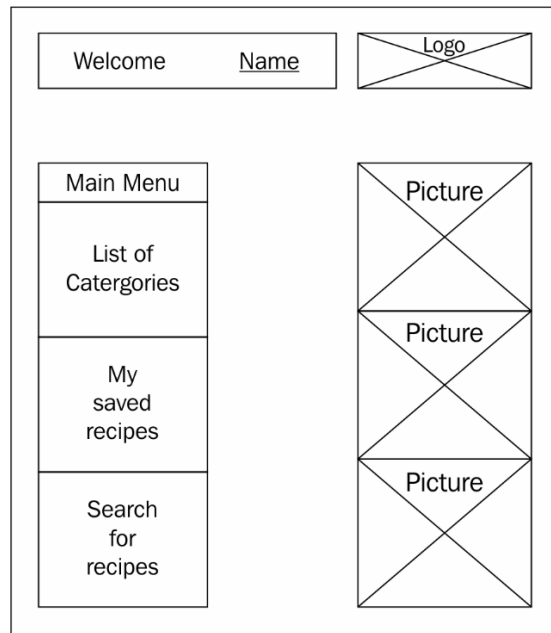 Welcome Name
Logo
Main Menu
Picture
List of
Catergories
My
saved
recipes
Picture
Search
for
recipes
Picture